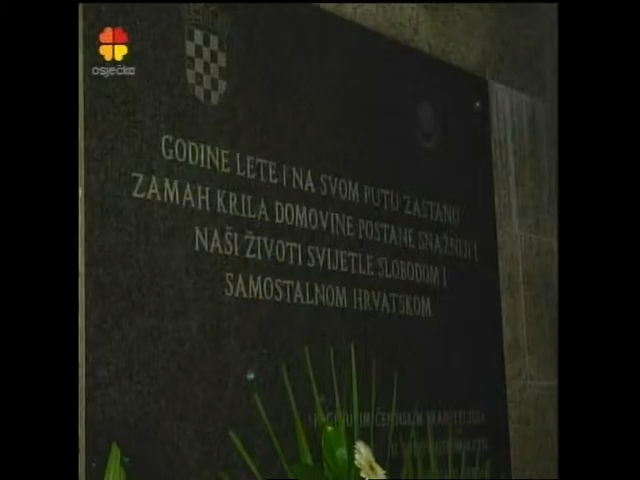 osječka
GODINE LETE I NA SVOM PUTU ZASTANU
ZAMAH KRILA DOMOVINE POSTANE SNAŽNIJI I
NAŠI ŽIVOTI SVIJETLE SLOBODOM I
SAMOSTALNOM HRVATSKOM